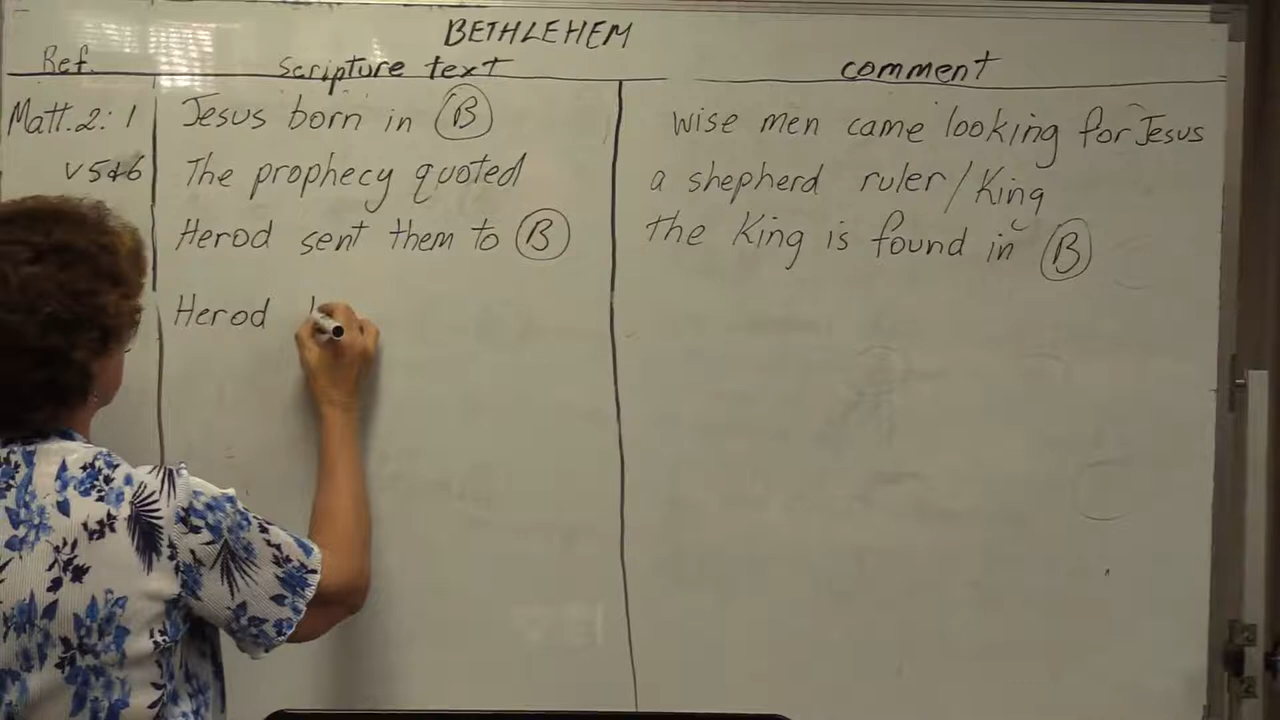 BETHLEHEM
Ref. Scripture text comment
Matt. 2: 1 Jesus born in B wise men came looking for Jesus
v 5&6 The prophecy quoted a shepherd ruler/King
Herod sent them to B the King is found in B
Herod